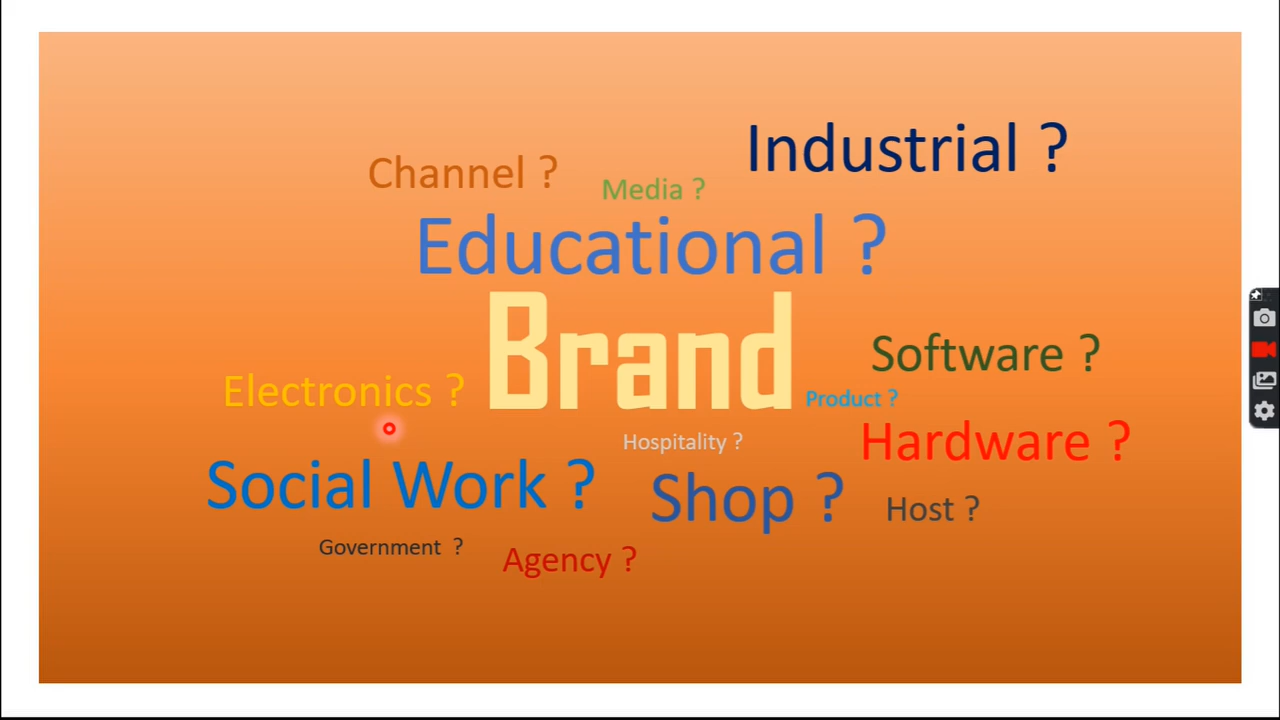 Industrial ?
Channel ?
Media ?
Educational ?
Brand
Software ?
Electronics ?
Product ?
Hospitality ?
Hardware ?
Social Work ?
Shop ?
Host ?
Government ?
Agency ?